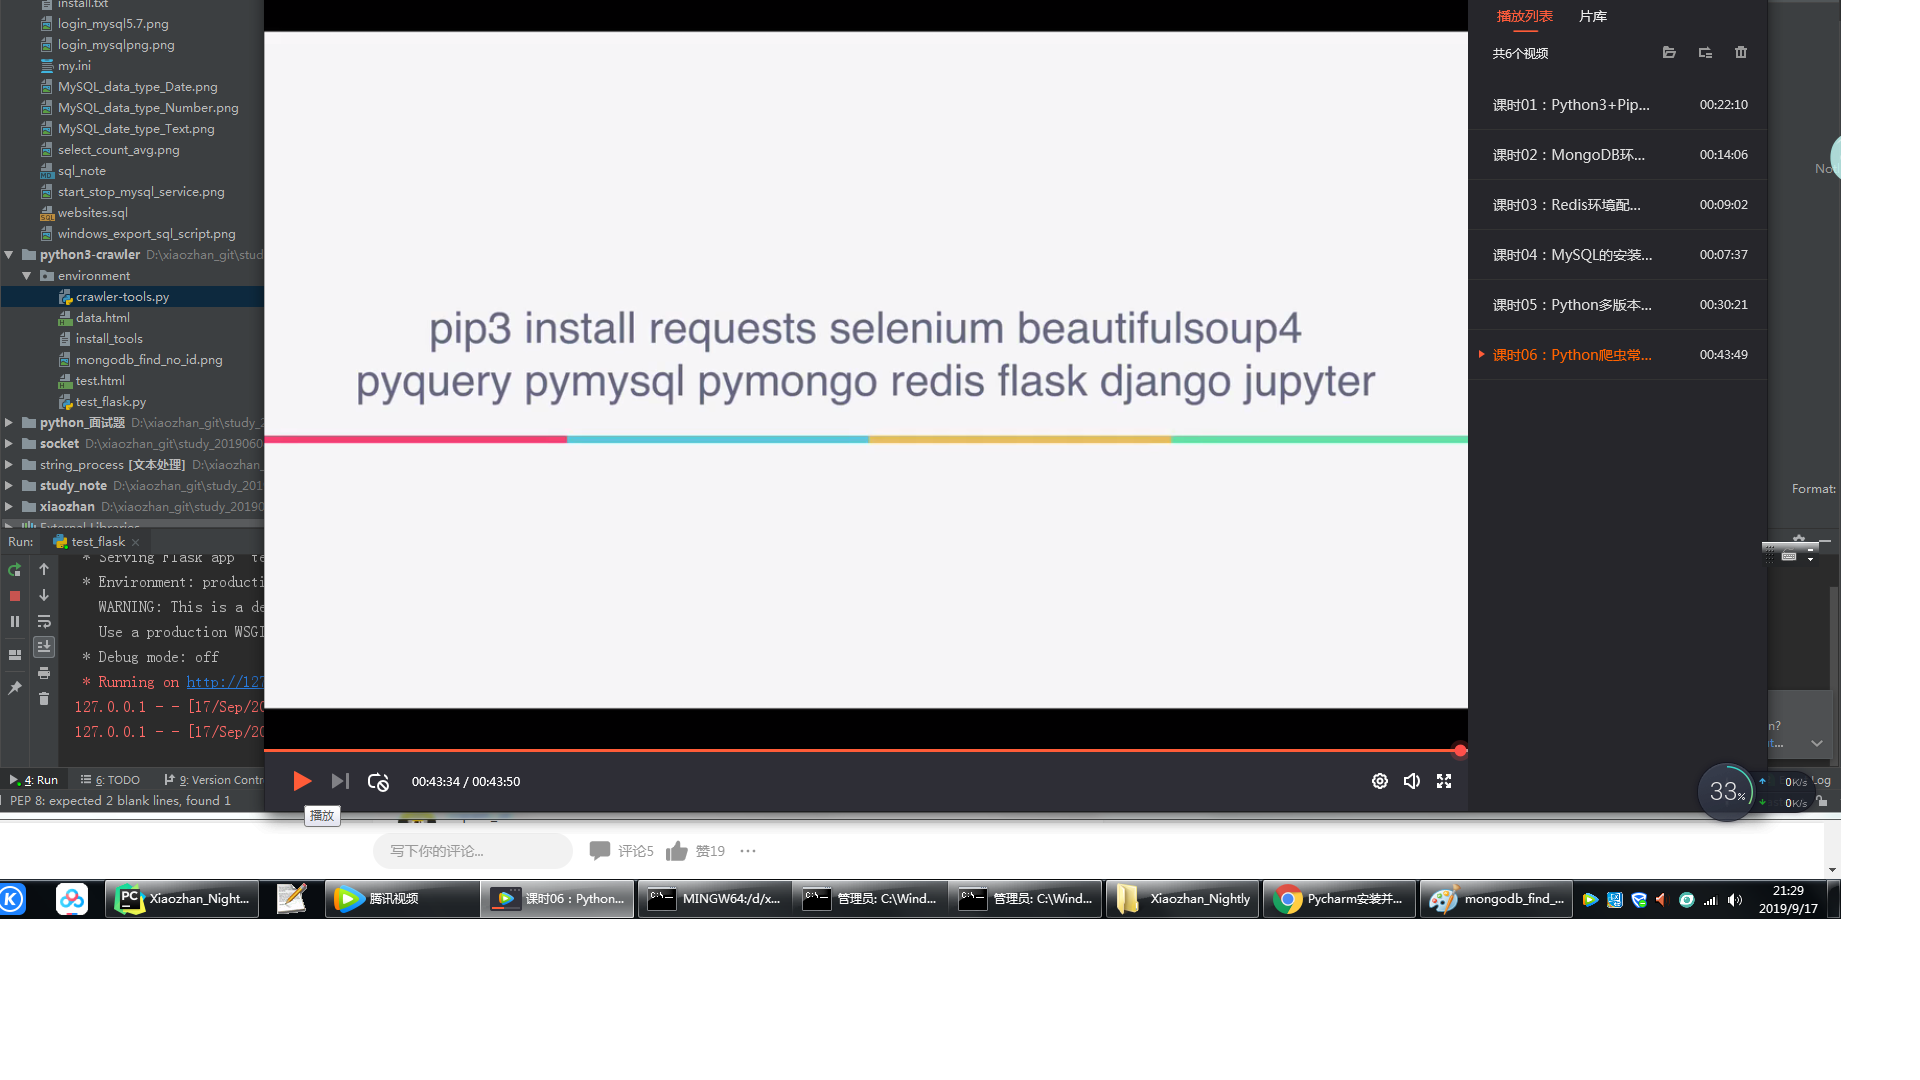 install.txt
login_mysql5.7.png
login_mysqlpng.png
my.ini
MySQL_data_type_Date.png
MySQL_data_type_Number.png
MySQL_date_type_Text.png
select_count_avg.png
sql_note
start_stop_mysql_service.png
websites.sql
windows_export_sql_script.png
python3-crawler D:\xiaozhan_git\stud
environment
crawler-tools.py
data.html
install_tools
mongodb_find_no_id.png
test.html
test_flask.py
python_面试题 D:\xiaozhan_git\study_2
socket D:\xiaozhan_git\study_201906
string_process [文本处理] D:\xiaozhan_
study_note D:\xiaozhan_git\study_201
xiaozhan D:\xiaozhan_git\study_2019
External Libraries
Run: test_flask
* Serving Flask app "te
* Environment: producti
WARNING: This is a de
Use a production WSGI
* Debug mode: off
* Running on http://127
127.0.0.1 - - [17/Sep/20
127.0.0.1 - - [17/Sep/20
4: Run 6: TODO 9: Version Contr
PEP 8: expected 2 blank lines, found 1
pip3 install requests selenium beautifulsoup4
pyquery pymysql pymongo redis flask django jupyter
00:43:34 / 00:43:50
播放
播放列表 片库
共6个视频
课时01：Python3+Pip... 00:22:10
课时02：MongoDB环... 00:14:06
课时03：Redis环境配... 00:09:02
课时04：MySQL的安装... 00:07:37
课时05：Python多版本... 00:30:21
课时06：Python爬虫常... 00:43:49
Format:
n?
t...
33%
0K/s
0K/s
Log
写下你的评论...
评论5 赞19
PC Xiaozhan_Night...
腾讯视频
课时06：Python...
MINGW64:/d/x...
管理员: C:\Wind...
管理员: C:\Wind...
Xiaozhan_Nightly
Pycharm安装并...
mongodb_find_...
21:29
2019/9/17